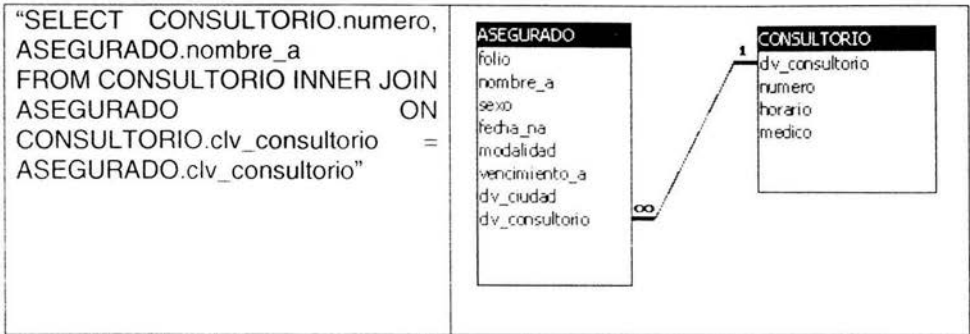 “SELECT CONSULTORIO.numero,
ASEGURADO.nombre_a
FROM CONSULTORIO INNER JOIN
ASEGURADO ON
CONSULTORIO.clv_consultorio =
ASEGURADO.clv_consultorio”
ASEGURADO
folio
nombre_a
sexo
fecha_na
modalidad
vencimiento_a
clv_ciudad
clv_consultorio
∞
1
CONSULTORIO
clv_consultorio
numero
horario
medico